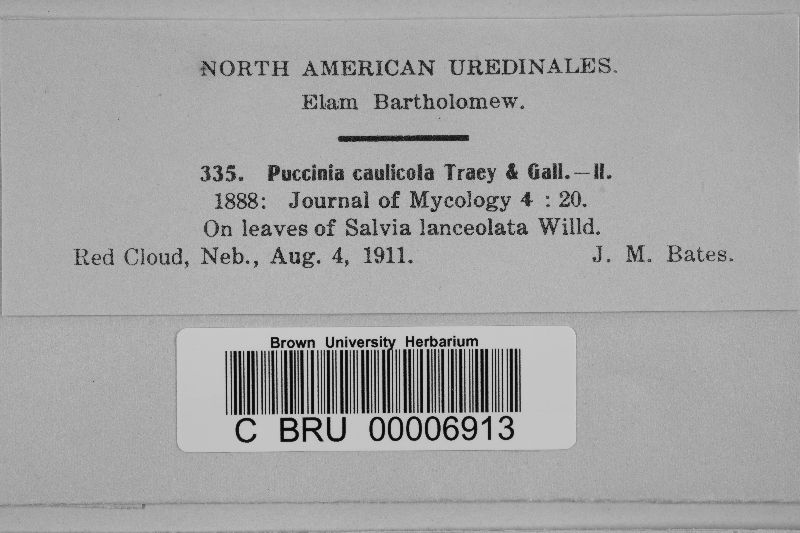 NORTH AMERICAN UREDINALES.
Elam Bartholomew.
335. Puccinia caulicola Tracy & Gall.—II.
1888: Journal of Mycology 4 : 20.
On leaves of Salvia lanceolata Willd.
Red Cloud, Neb., Aug. 4, 1911. J. M. Bates.
Brown University Herbarium
C BRU 00006913